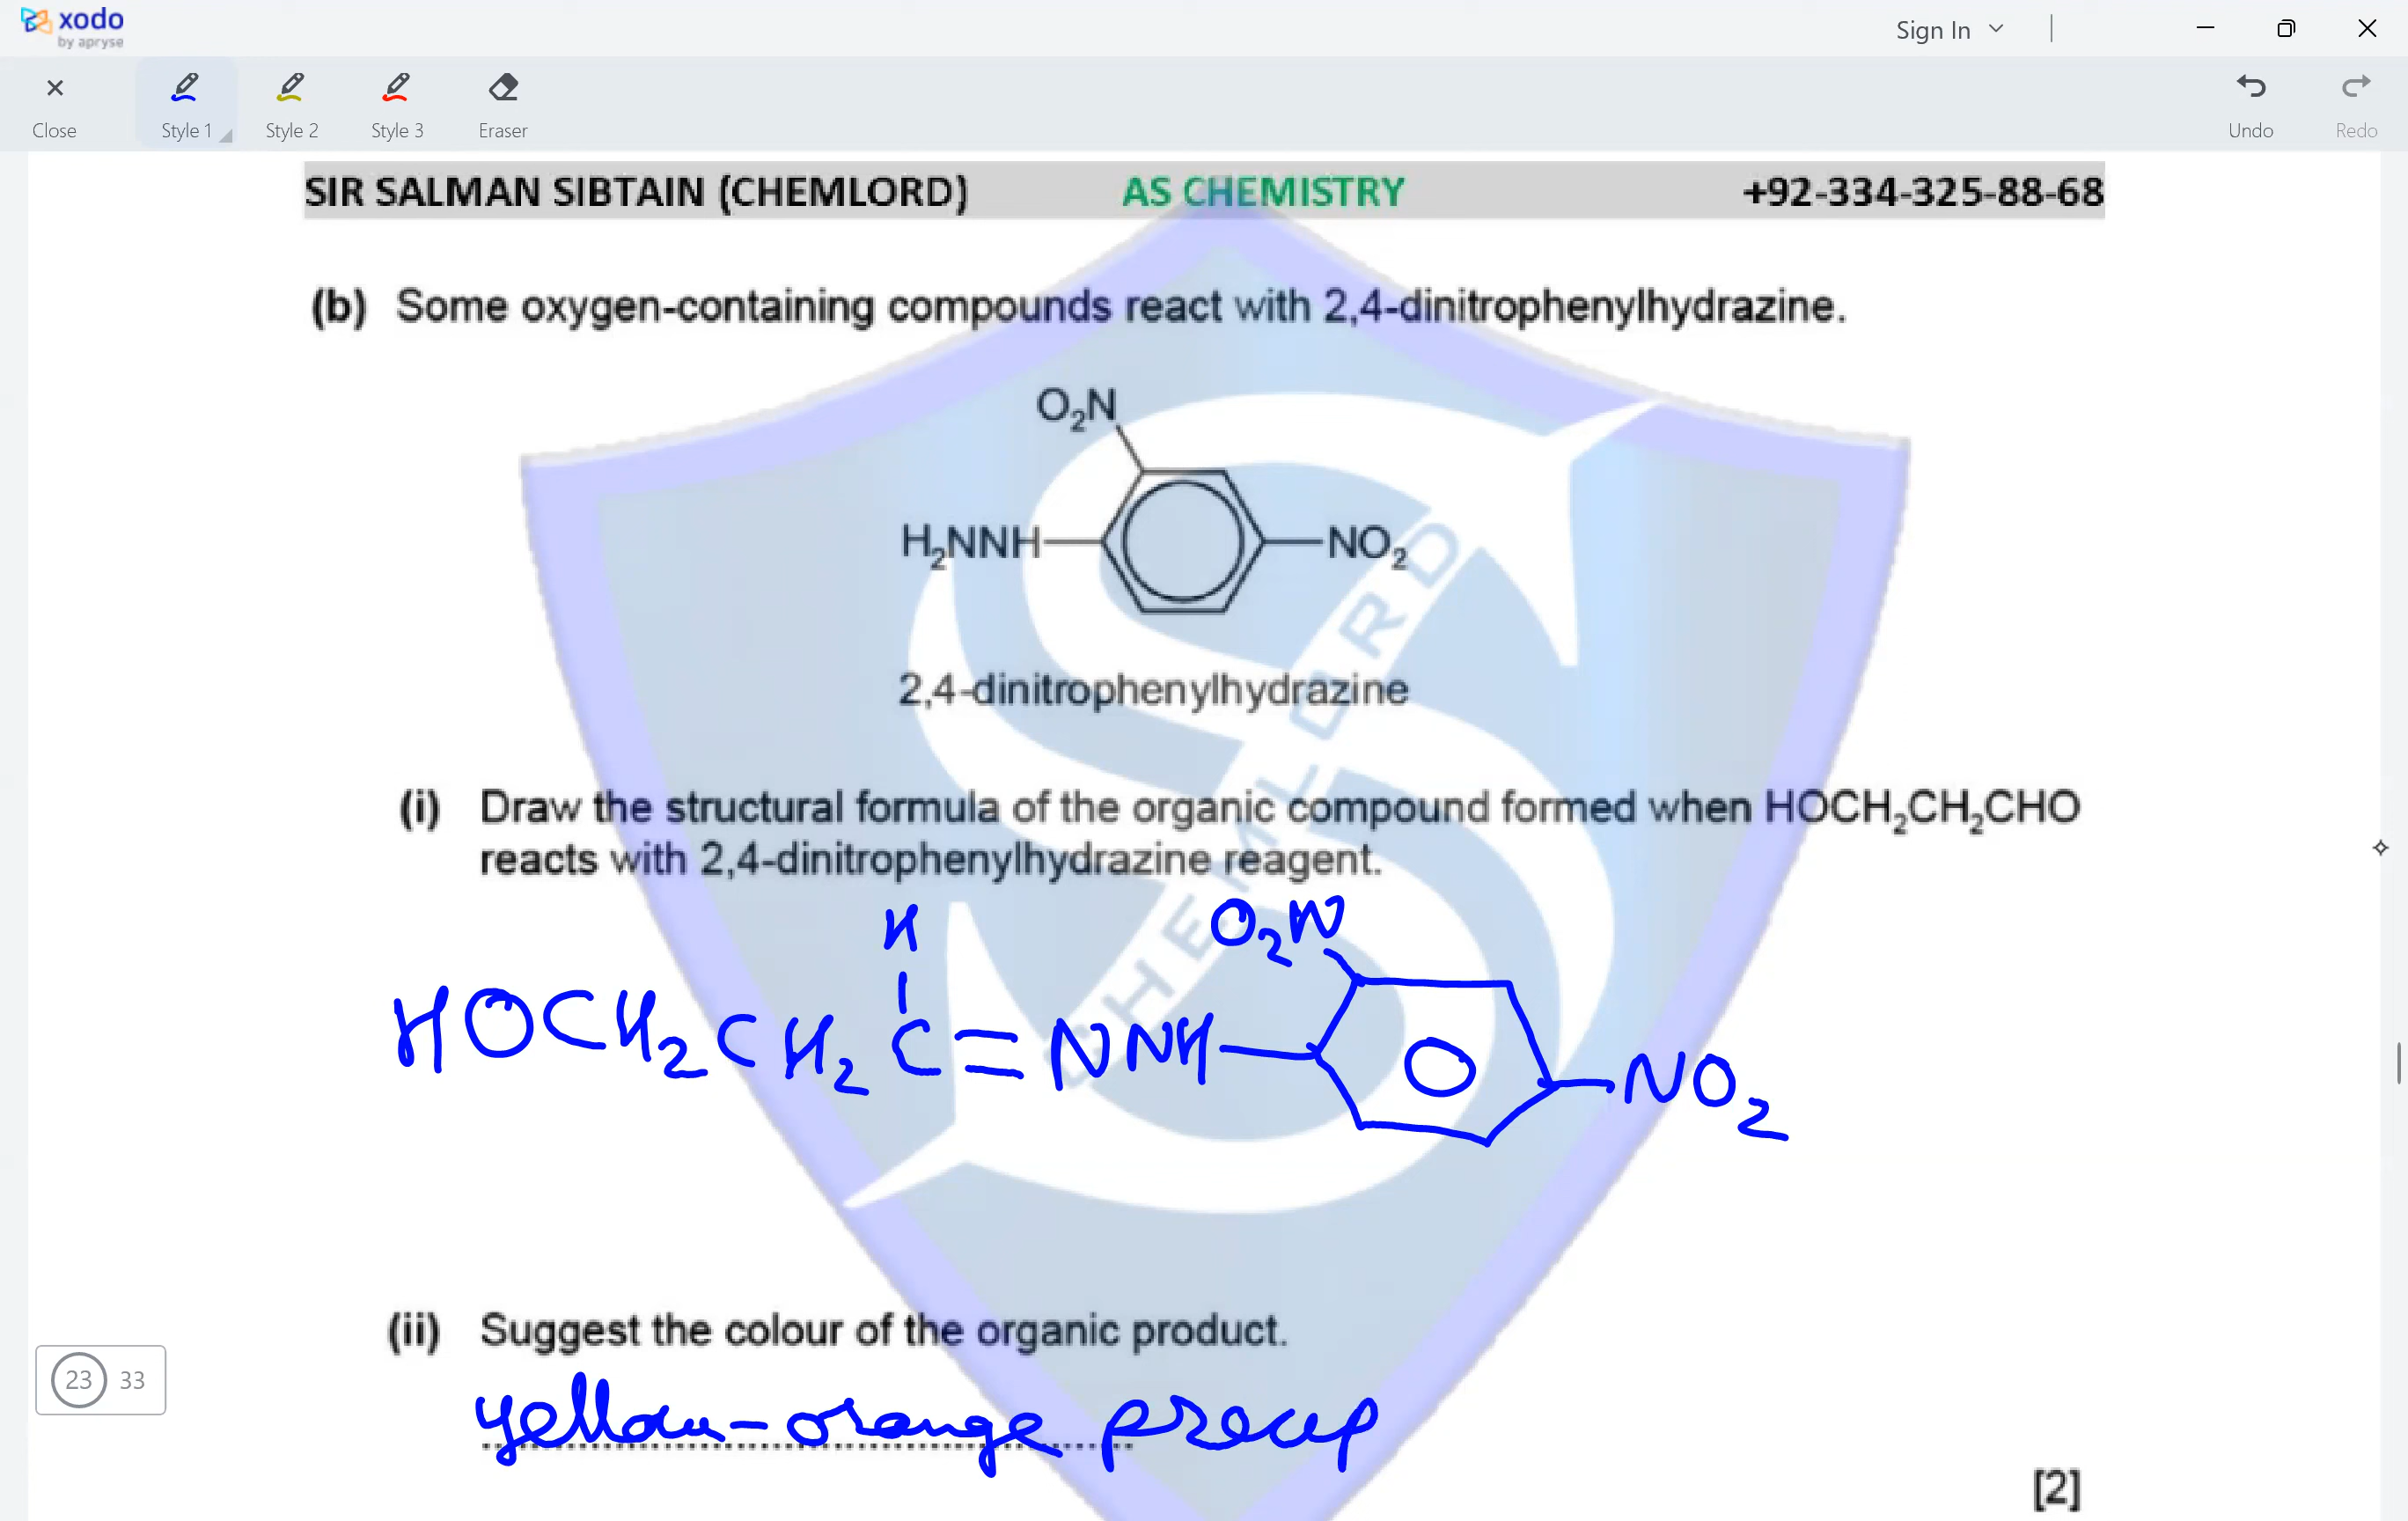 xodo
by apryse
Sign In
Close
Style 1
Style 2
Style 3
Eraser
Undo
Redo
SIR SALMAN SIBTAIN (CHEMLORD) AS CHEMISTRY +92-334-325-88-68
(b) Some oxygen-containing compounds react with 2,4-dinitrophenylhydrazine.
O₂N
H₂NNH NO₂
2,4-dinitrophenylhydrazine
CHEMLORD
(i) Draw the structural formula of the organic compound formed when HOCH₂CH₂CHO
reacts with 2,4-dinitrophenylhydrazine reagent.
H O₂N
HOCH₂CH₂C=NNH NO₂
(ii) Suggest the colour of the organic product.
yellow-orange precip
[2]
23 33